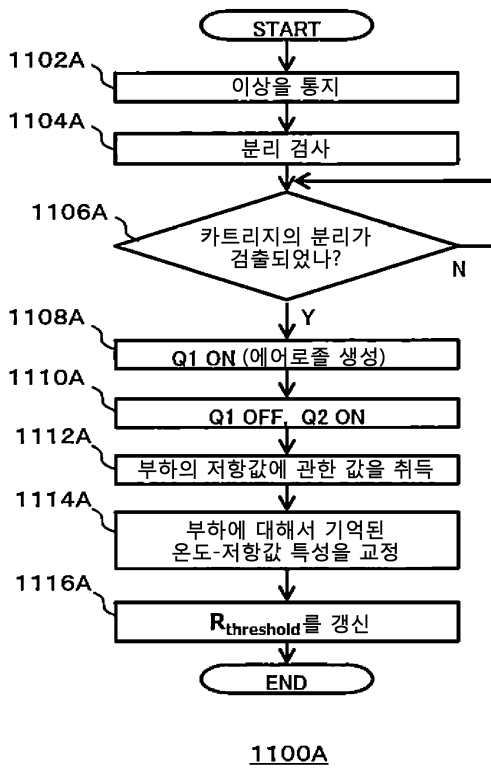 START
1102A
이상을 통지
1104A
분리 검사
1106A
카트리지의 분리가
검출되었나?
N
Y
1108A
Q1 ON (에어로졸 생성)
1110A
Q1 OFF, Q2 ON
1112A
부하의 저항값에 관한 값을 취득
1114A
부하에 대해서 기억된
온도-저항값 특성을 교정
1116A
Rthreshold를 갱신
END
1100A